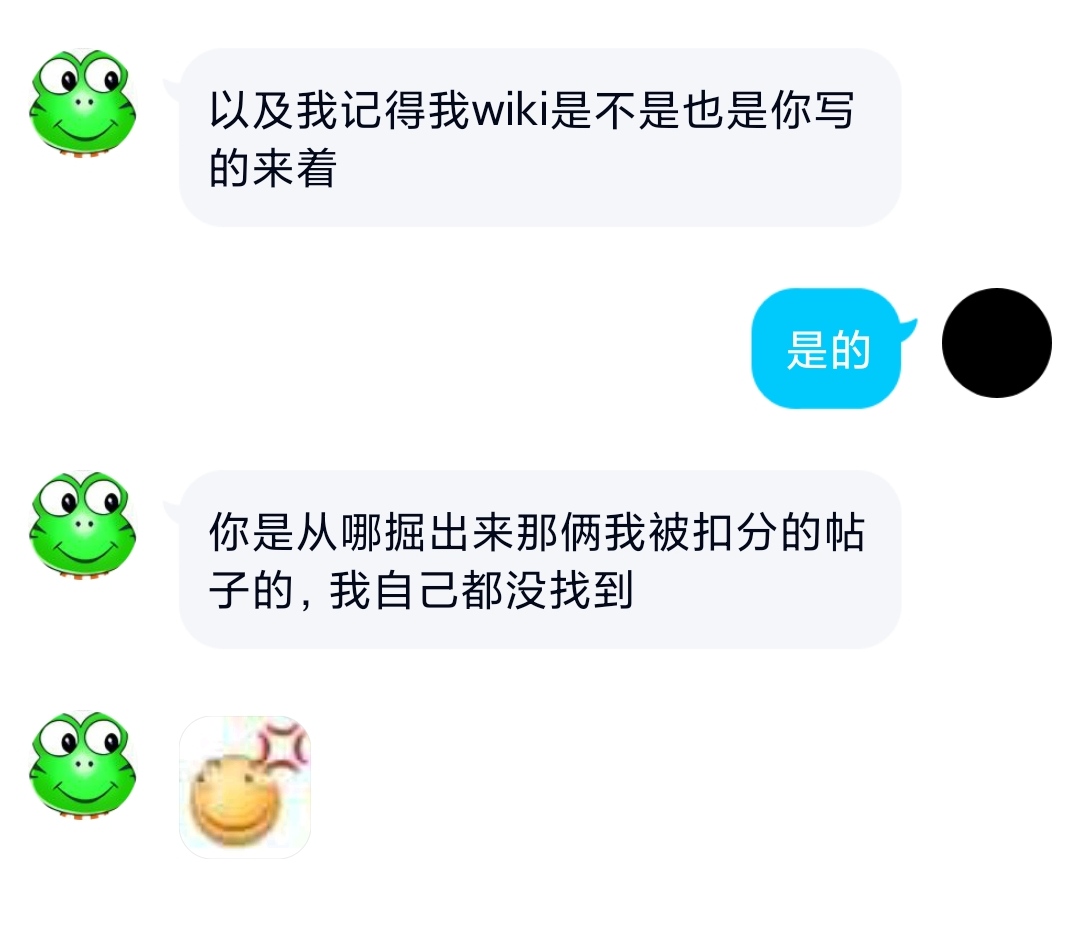 以及我记得我wiki是不是也是你写
的来着
是的
你是从哪掘出来那俩我被扣分的帖
子的，我自己都没找到